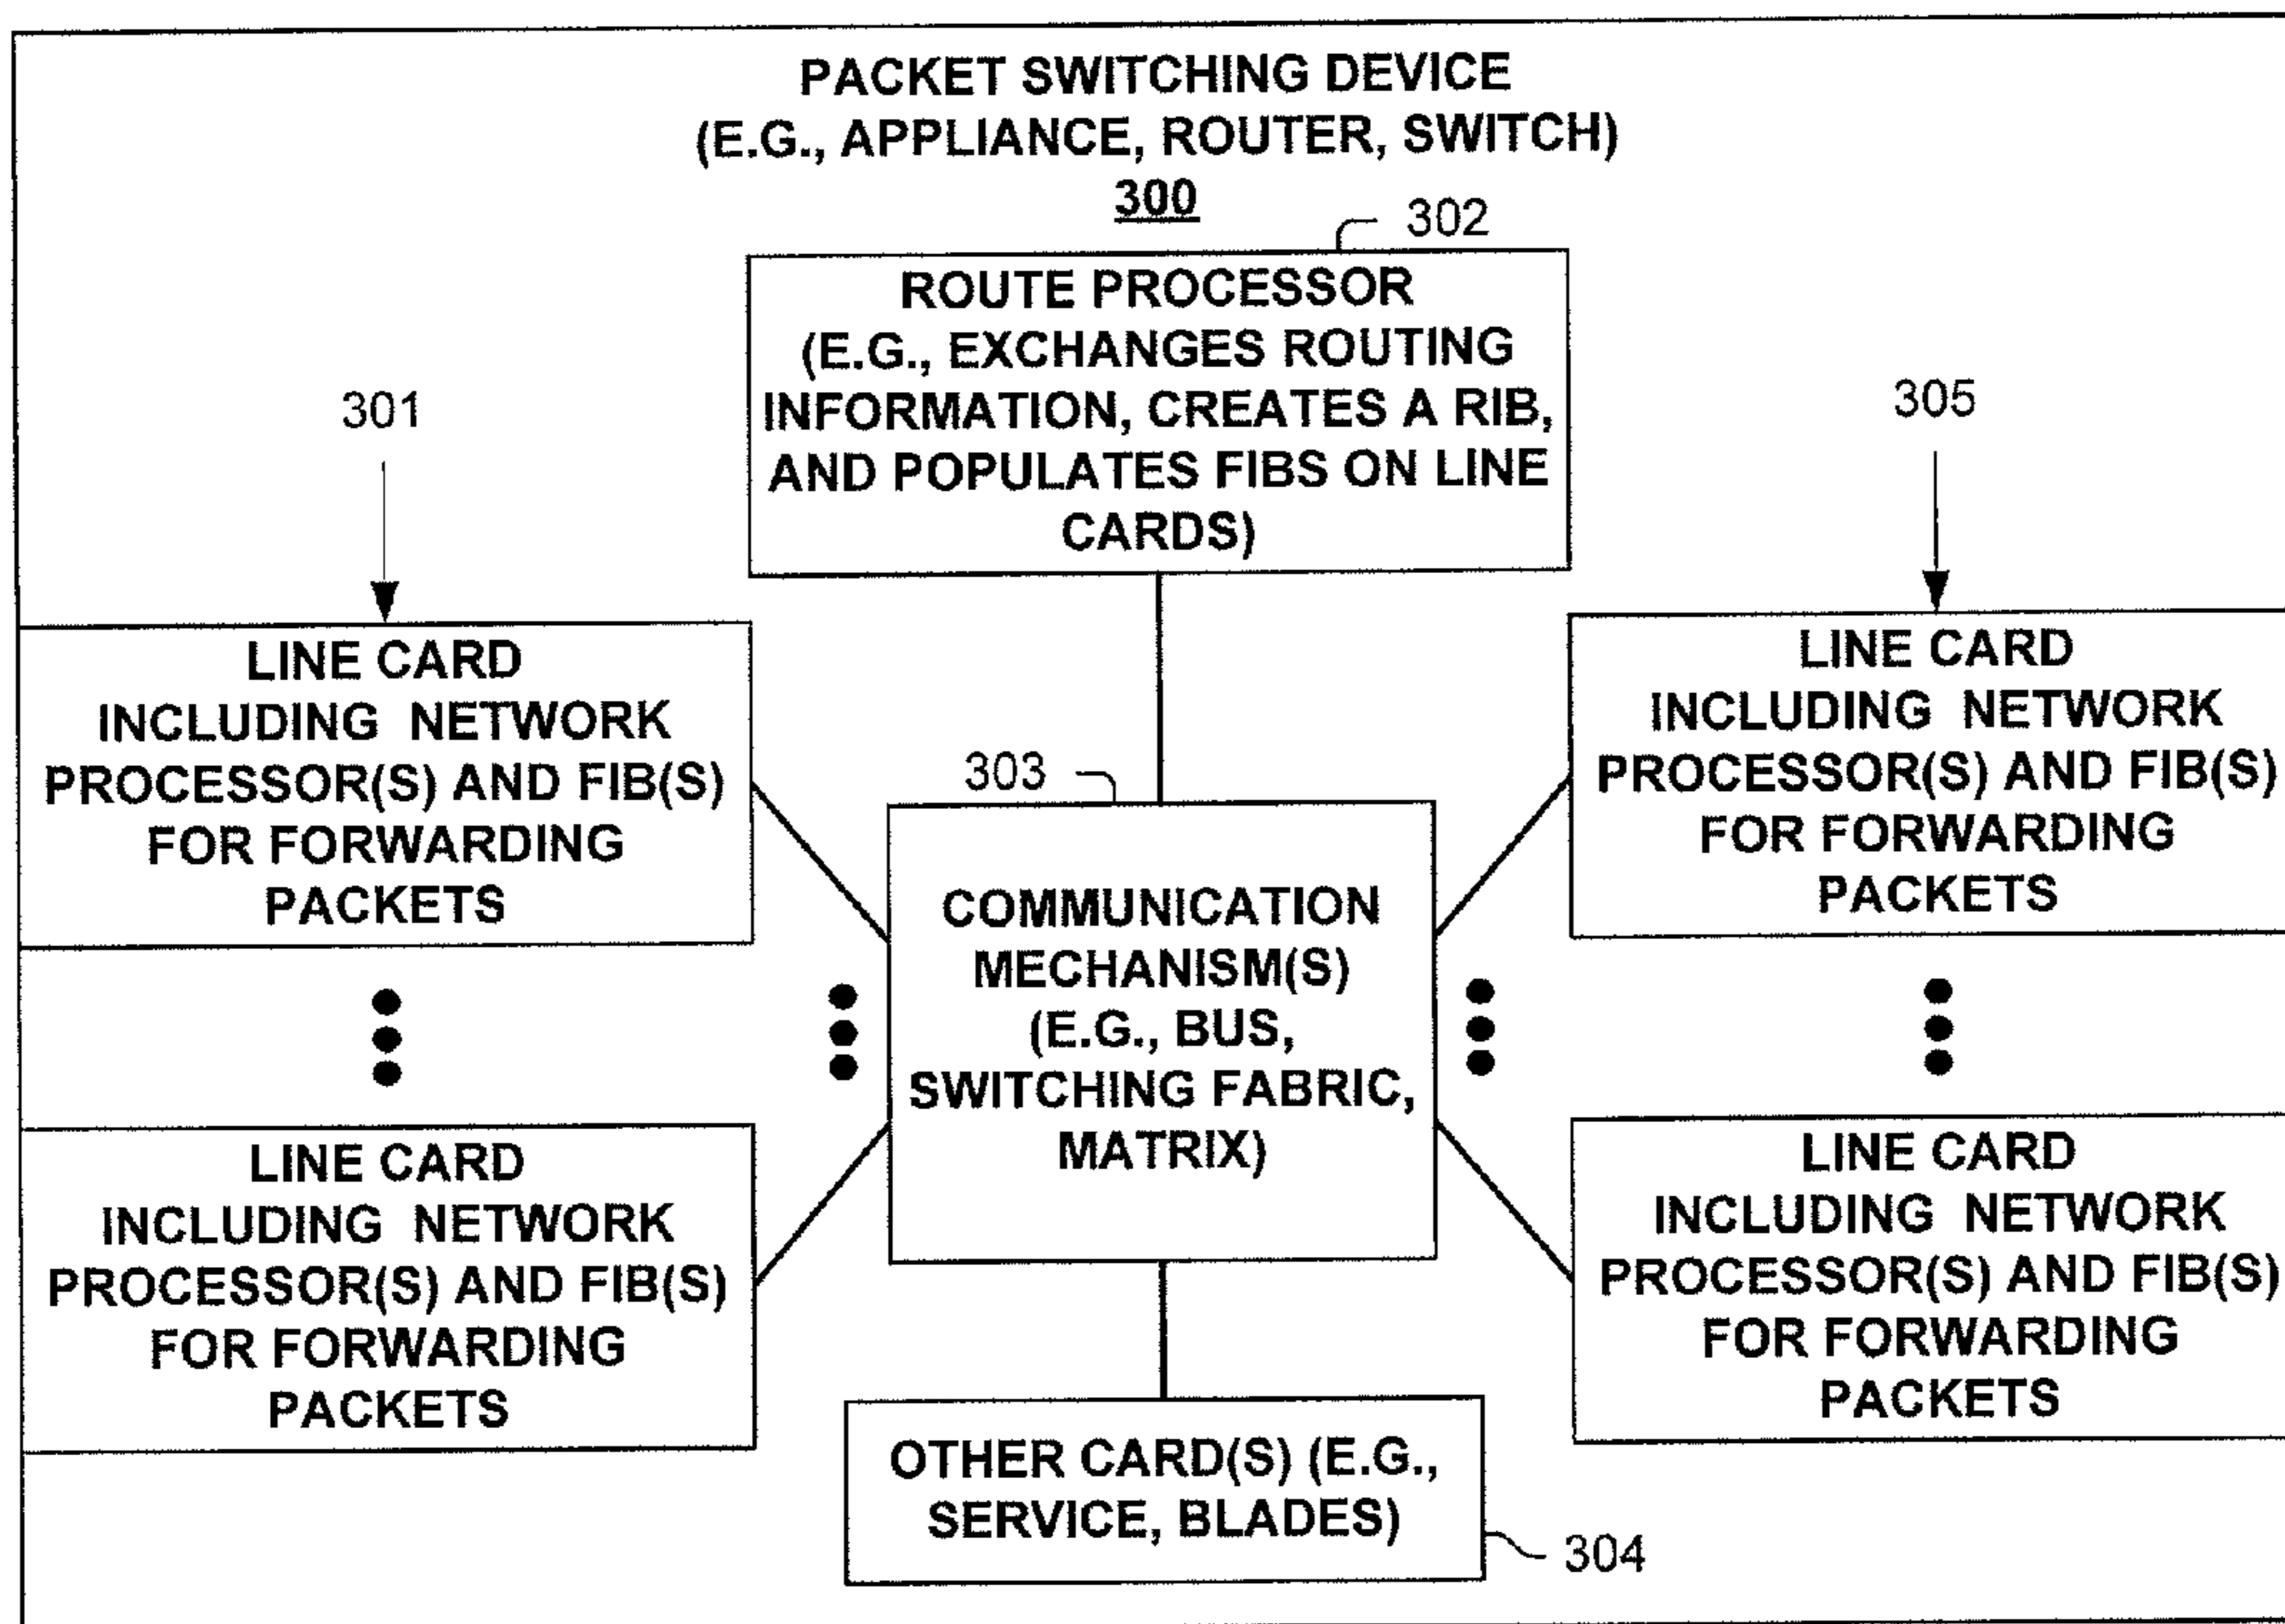 PACKET SWITCHING DEVICE
(E.G., APPLIANCE, ROUTER, SWITCH)
300
302
ROUTE PROCESSOR
(E.G., EXCHANGES ROUTING
INFORMATION, CREATES A RIB,
AND POPULATES FIBS ON LINE
CARDS)
301
305
LINE CARD
INCLUDING NETWORK
PROCESSOR(S) AND FIB(S)
FOR FORWARDING
PACKETS
LINE CARD
INCLUDING NETWORK
PROCESSOR(S) AND FIB(S)
FOR FORWARDING
PACKETS
303
COMMUNICATION
MECHANISM(S)
(E.G., BUS,
SWITCHING FABRIC,
MATRIX)
LINE CARD
INCLUDING NETWORK
PROCESSOR(S) AND FIB(S)
FOR FORWARDING
PACKETS
LINE CARD
INCLUDING NETWORK
PROCESSOR(S) AND FIB(S)
FOR FORWARDING
PACKETS
OTHER CARD(S) (E.G.,
SERVICE, BLADES)
304